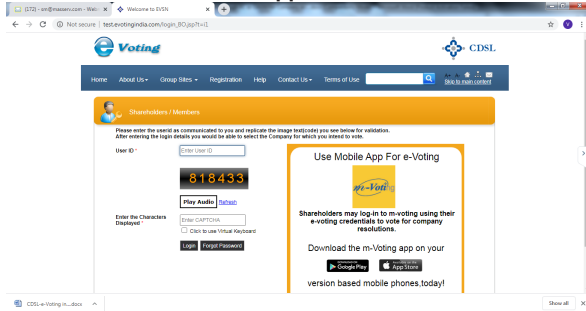 (172) - am@masserv.com - Wel
Welcome to EVSN
Not secure | test.evotingindia.com/login_BO.jsp?t=i1
e Voting
CDSL
Home About Us Group Sites Registration Help Contact Us Terms of Use
Skip to main content
Shareholders / Members
Please enter the userid as communicated to you and replicate the image text(code) you see below for validation.
After entering the login details you would be able to select the Company for which you intend to vote.
User ID *
Enter User ID
818433
Play Audio Refresh
Enter the Characters
Displayed *
Enter CAPTCHA
Click to use Virtual Keyboard
Login Forgot Password
Use Mobile App For e-Voting
m-Voting
Shareholders may log-in to m-voting using their
e-voting credentials to vote for company
resolutions.
Download the m-Voting app on your
Google Play
App Store
version based mobile phones,today!
CDSL-e-Voting in....docx
Show all